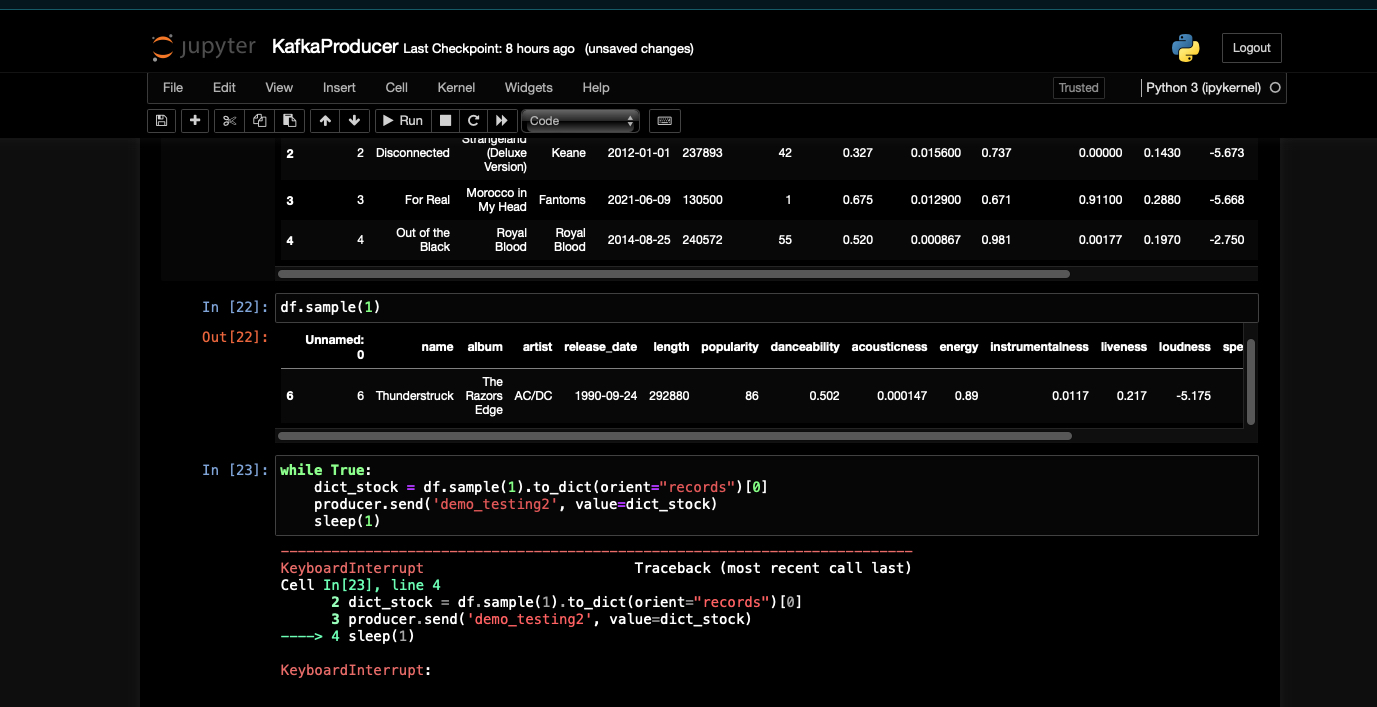 jupyter KafkaProducer Last Checkpoint: 8 hours ago (unsaved changes) Logout
File Edit View Insert Cell Kernel Widgets Help Trusted Python 3 (ipykernel)
Run Code
Strangeland
2 2 Disconnected (Deluxe Keane 2012-01-01 237893 42 0.327 0.015600 0.737 0.00000 0.1430 -5.673
Version)
3 3 For Real Morocco in Fantoms 2021-06-09 130500 1 0.675 0.012900 0.671 0.91100 0.2880 -5.668
My Head
4 4 Out of the Royal Royal 2014-08-25 240572 55 0.520 0.000867 0.981 0.00177 0.1970 -2.750
Black Blood Blood
In [22]: df.sample(1)
Out[22]:
Unnamed: name album artist release_date length popularity danceability acousticness energy instrumentalness liveness loudness spe
0
The
6 6 Thunderstruck Razors AC/DC 1990-09-24 292880 86 0.502 0.000147 0.89 0.0117 0.217 -5.175
Edge
In [23]: while True:
    dict_stock = df.sample(1).to_dict(orient="records")[0]
    producer.send('demo_testing2', value=dict_stock)
    sleep(1)
---------------------------------------------------------------------------
KeyboardInterrupt                         Traceback (most recent call last)
Cell In[23], line 4
      2 dict_stock = df.sample(1).to_dict(orient="records")[0]
      3 producer.send('demo_testing2', value=dict_stock)
----> 4 sleep(1)
KeyboardInterrupt: